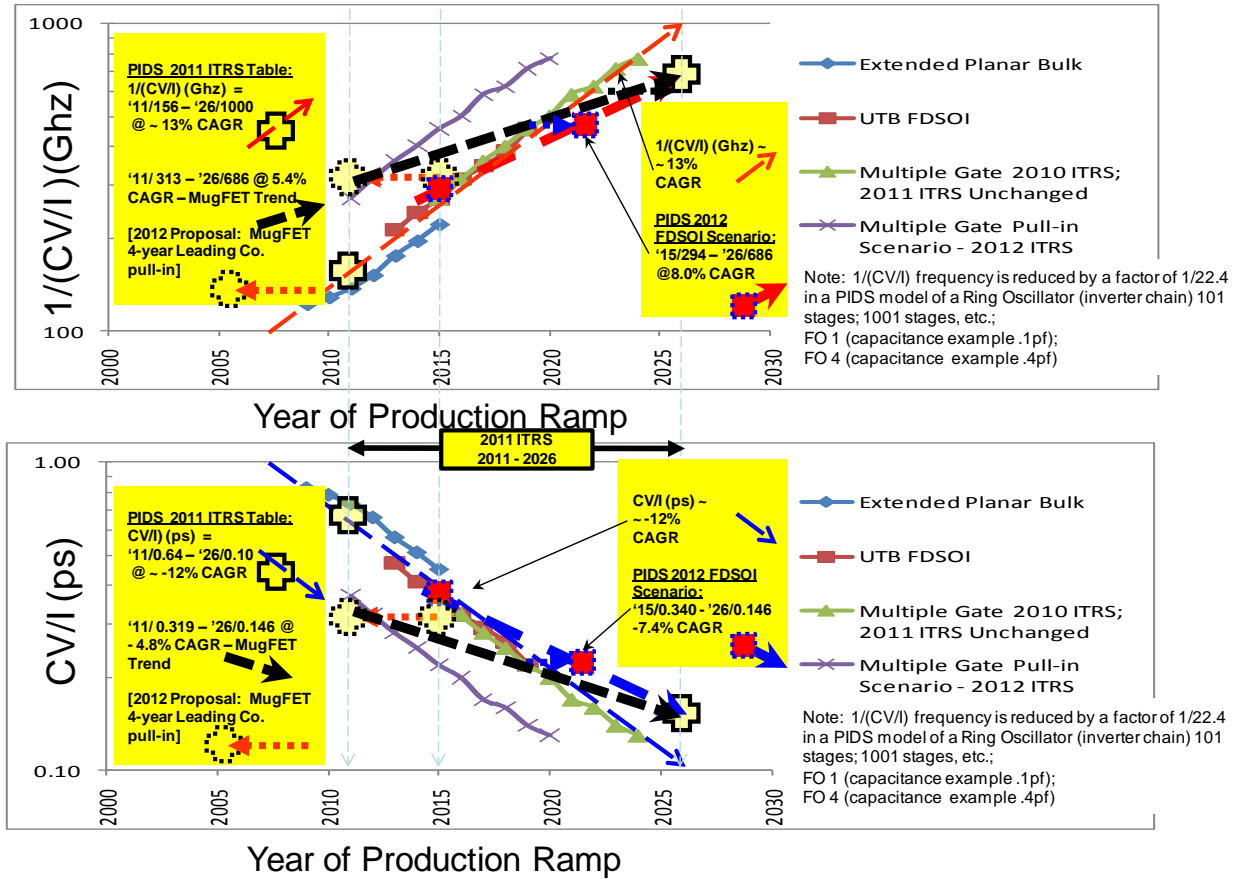 1000
100
1/(CV/I)(Ghz)
PIDS 2011 ITRS Table:
1/(CV/I) (Ghz) =
'11/156 – '26/1000
@ ~ 13% CAGR
'11/ 313 – '26/686 @ 5.4%
CAGR – MugFET Trend
[2012 Proposal: MugFET
4-year Leading Co.
pull-in]
1/(CV/I) (Ghz) ~
~ 13%
CAGR
PIDS 2012
FDSOI Scenario:
'15/294 – '26/686
@8.0% CAGR
Extended Planar Bulk
UTB FDSOI
Multiple Gate 2010 ITRS;
2011 ITRS Unchanged
Multiple Gate Pull-in
Scenario - 2012 ITRS
Note: 1/(CV/I) frequency is reduced by a factor of 1/22.4
in a PIDS model of a Ring Oscillator (inverter chain) 101
stages; 1001 stages, etc.;
FO 1 (capacitance example .1pf);
FO 4 (capacitance example .4pf)
2000 2005 2010 2015 2020 2025 2030
Year of Production Ramp
2011 ITRS
2011 - 2026
1.00
0.10
CV/I (ps)
PIDS 2011 ITRS Table:
CV/I (ps) =
'11/0.64 – '26/0.10
@ ~ -12% CAGR
'11/ 0.319 – '26/0.146 @
- 4.8% CAGR – MugFET
Trend
[2012 Proposal: MugFET
4-year Leading Co.
pull-in]
CV/I (ps) ~
~ -12%
CAGR
PIDS 2012 FDSOI
Scenario:
'15/0.340 - '26/0.146
-7.4% CAGR
Extended Planar Bulk
UTB FDSOI
Multiple Gate 2010 ITRS;
2011 ITRS Unchanged
Multiple Gate Pull-in
Scenario - 2012 ITRS
Note: 1/(CV/I) frequency is reduced by a factor of 1/22.4
in a PIDS model of a Ring Oscillator (inverter chain) 101
stages; 1001 stages, etc.;
FO 1 (capacitance example .1pf);
FO 4 (capacitance example .4pf)
2000 2005 2010 2015 2020 2025 2030
Year of Production Ramp